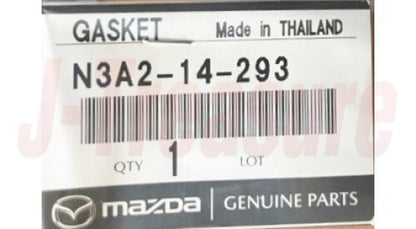 GASKET Made in THAILAND
N3A2-14-293
QTY 1 LOT
mazda GENUINE PARTS
J-Treasure